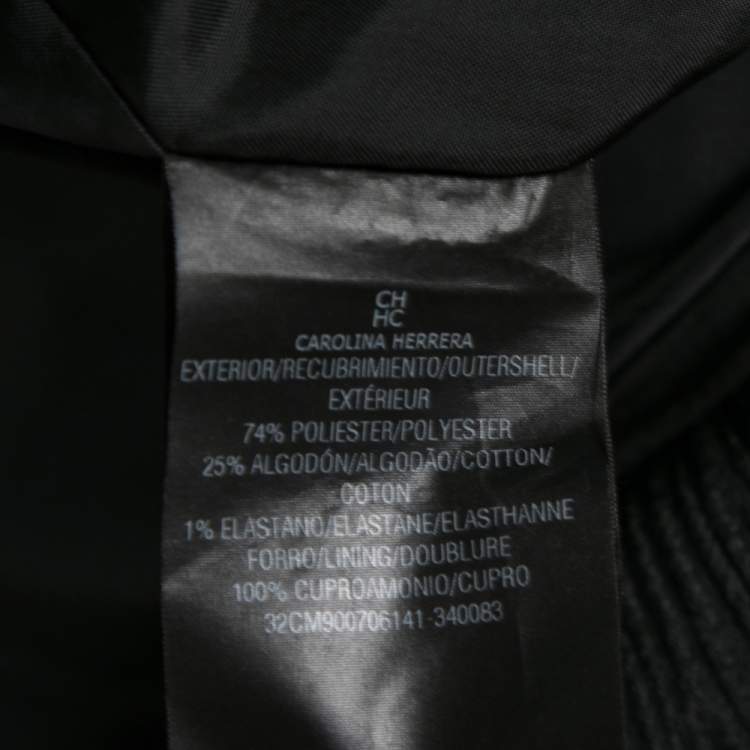 CH
HC
CAROLINA HERRERA
EXTERIOR/RECUBRIMIENTO/OUTERSHELL/
EXTÉRIEUR
74% POLIESTER/POLYESTER
25% ALGODÓN/ALGODÃO/COTTON/
COTON
1% ELASTANO/ELASTANE/ELASTHANNE
FORRO/LINING/DOUBLURE
100% CUPROAMONIO/CUPRO
32CM900706141-340083